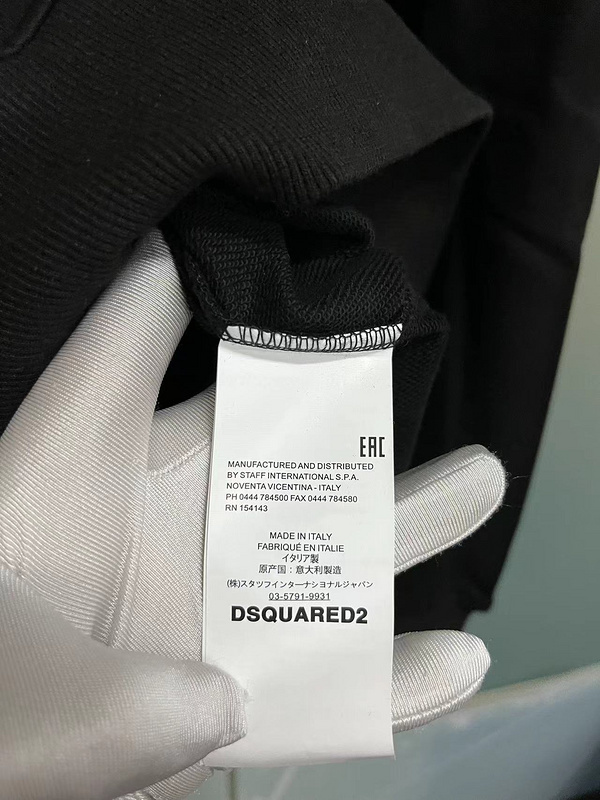 EAC
MANUFACTURED AND DISTRIBUTED
BY STAFF INTERNATIONAL S.P.A.
NOVENTA VICENTINA - ITALY
PH 0444 784500 FAX 0444 784580
RN 154143
MADE IN ITALY
FABRIQUÉ EN ITALIE
イタリア製
原产国：意大利製造
(株)スタッフインターナショナルジャパン
03-5791-9931
DSQUARED2